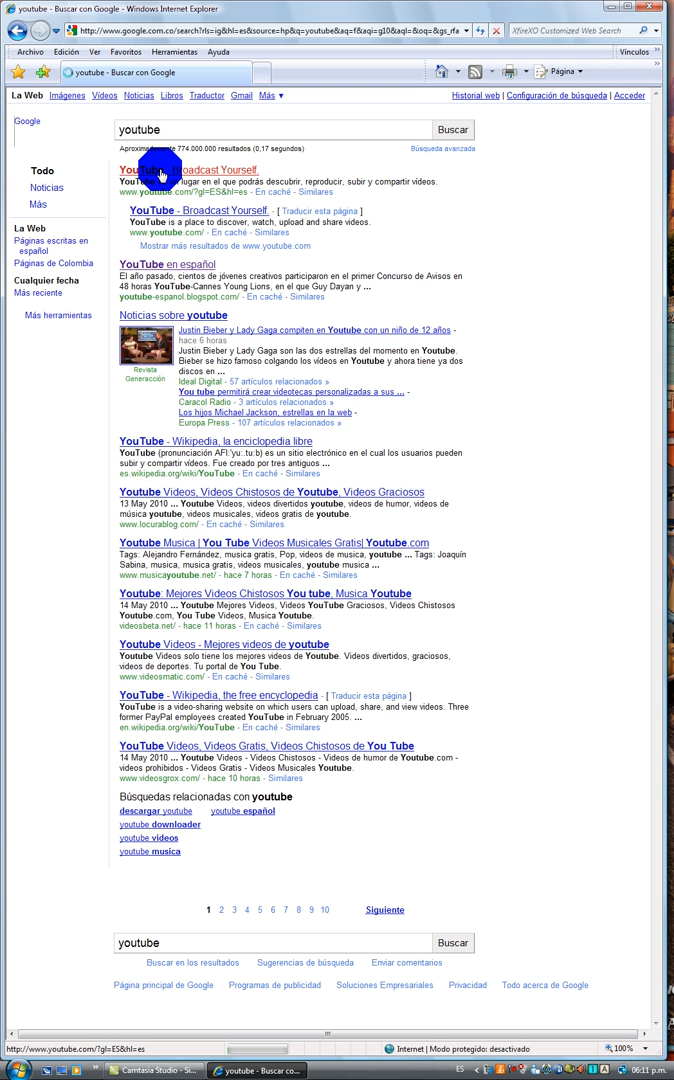 youtube - Buscar con Google - Windows Internet Explorer
http://www.google.com.co/search?rls=ig&hl=es&source=hp&q=youtube&aq=f&aqi=g10&aql=&oq=&gs_rfa
XfireXO Customized Web Search
Archivo Edición Ver Favoritos Herramientas Ayuda
Vínculos
youtube - Buscar con Google
Página
La Web Imágenes Vídeos Noticias Libros Traductor Gmail Más ▼
Historial web | Configuración de búsqueda | Acceder
Google
youtube
Buscar
Aproximadamente 774.000.000 resultados (0,17 segundos)
Búsqueda avanzada
Todo
Noticias
Más
La Web
Páginas escritas en
español
Páginas de Colombia
Cualquier fecha
Más reciente
Más herramientas
YouTube - Broadcast Yourself.
lugar en el que podrás descubrir, reproducir, subir y compartir vídeos.
www.youtube.com/?gl=ES&hl=es - En caché - Similares
YouTube - Broadcast Yourself. - [ Traducir esta página ]
YouTube is a place to discover, watch, upload and share videos.
www.youtube.com/ - En caché - Similares
Mostrar más resultados de www.youtube.com
YouTube en español
El año pasado, cientos de jóvenes creativos participaron en el primer Concurso de Avisos en
48 horas YouTube-Cannes Young Lions, en el que Guy Dayan y ...
youtube-espanol.blogspot.com/ - En caché - Similares
Noticias sobre youtube
Justin Bieber y Lady Gaga compiten en Youtube con un niño de 12 años -
hace 6 horas
Justin Bieber y Lady Gaga son las dos estrellas del momento en Youtube. Bieber se hizo famoso colgando los vídeos en Youtube y ahora tiene ya dos
discos en ...
Ideal Digital - 57 artículos relacionados »
Revista
Generacción
You tube permitirá crear videotecas personalizadas a sus ... -
Caracol Radio - 3 artículos relacionados »
Los hijos Michael Jackson, estrellas en la web -
Europa Press - 107 artículos relacionados »
YouTube - Wikipedia, la enciclopedia libre
YouTube (pronunciación AFI:'yu:.tu:b) es un sitio electrónico en el cual los usuarios pueden
subir y compartir vídeos. Fue creado por tres antiguos ...
es.wikipedia.org/wiki/YouTube - En caché - Similares
Youtube Videos, Videos Chistosos de Youtube, Videos Graciosos
13 May 2010 ... Youtube Videos, videos divertidos youtube, videos de humor, videos de
música youtube, videos musicales, videos gratis de youtube.
www.locurablog.com/ - En caché - Similares
Youtube Musica | You Tube Videos Musicales Gratis| Youtube.com
Tags: Alejandro Fernández, musica gratis, Pop, videos de musica, youtube ... Tags: Joaquín
Sabina, musica, musica gratis, videos musicales, youtube musica ...
www.musicayoutube.net/ - hace 7 horas - En caché - Similares
Youtube: Mejores Videos Chistosos You tube, Musica Youtube
14 May 2010 ... Youtube Mejores Videos, Videos YouTube Graciosos, Videos Chistosos
Youtube.com, You Tube Videos, Musica Youtube.
videosbeta.net/ - hace 11 horas - En caché - Similares
Youtube Videos - Mejores videos de youtube
Youtube Videos solo tiene los mejores videos de Youtube. Videos divertidos, graciosos,
videos de deportes. Tu portal de You Tube.
www.videosmatic.com/ - En caché - Similares
YouTube - Wikipedia, the free encyclopedia - [ Traducir esta página ]
YouTube is a video-sharing website on which users can upload, share, and view videos. Three
former PayPal employees created YouTube in February 2005. ...
en.wikipedia.org/wiki/YouTube - En caché - Similares
YouTube Videos, Videos Gratis, Videos Chistosos de You Tube
14 May 2010 ... Youtube Videos - Videos Chistosos - Videos de humor de Youtube.com -
videos prohibidos - Videos Gratis - Videos Musicales Youtube.
www.videosgrox.com/ - hace 10 horas - Similares
Búsquedas relacionadas con youtube
descargar youtube youtube español
youtube downloader
youtube videos
youtube musica
1 2 3 4 5 6 7 8 9 10 Siguiente
youtube
Buscar
Buscar en los resultados Sugerencias de búsqueda Enviar comentarios
Página principal de Google Programas de publicidad Soluciones Empresariales Privacidad Todo acerca de Google
http://www.youtube.com/?gl=ES&hl=es
Internet | Modo protegido: desactivado
100%
Camtasia Studio - Si...
youtube - Buscar co...
ES
06:11 p.m.